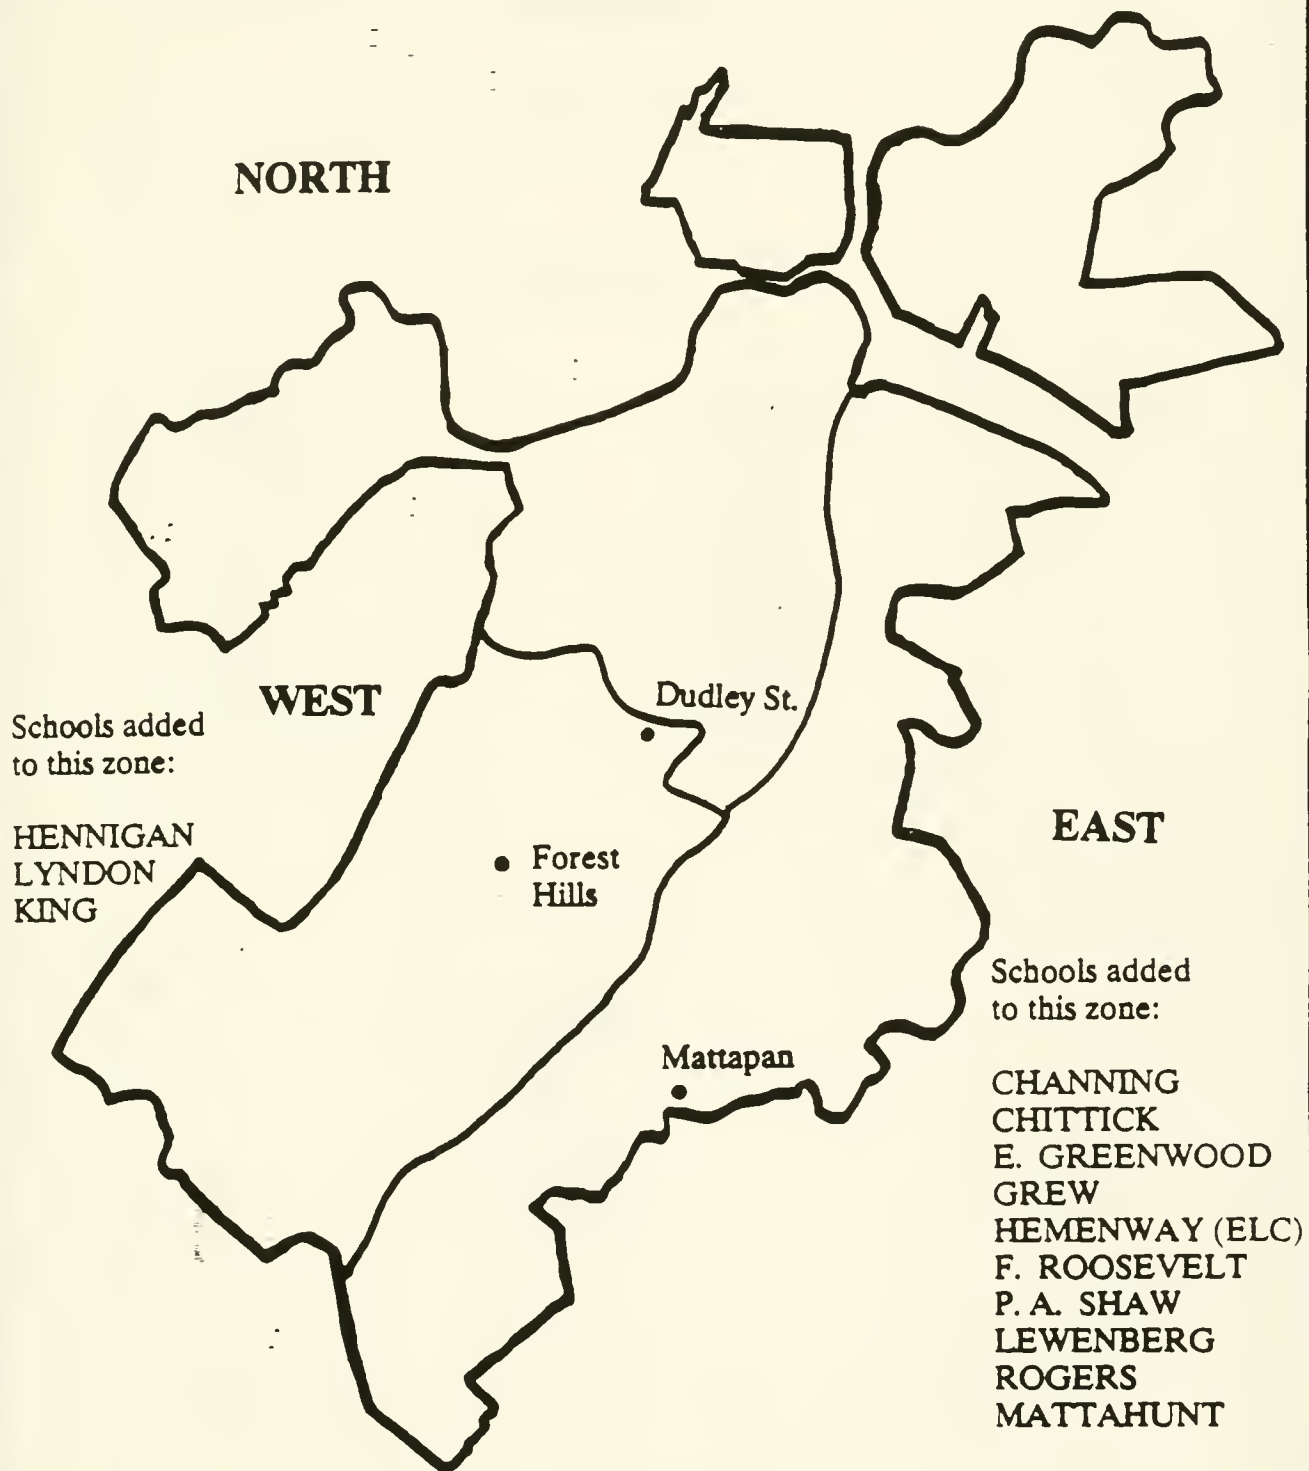 NORTH
WEST
Schools added
to this zone:
HENNIGAN
LYNDON
KING
Dudley St.
Forest
Hills
Mattapan
EAST
Schools added
to this zone:
CHANNING
CHITTICK
E. GREENWOOD
GREW
HEMENWAY (ELC)
F. ROOSEVELT
P. A. SHAW
LEWENBERG
ROGERS
MATTAHUNT